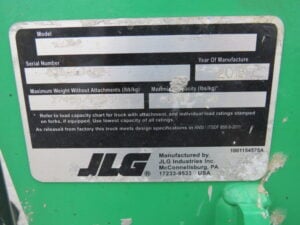 Model
Serial Number
Year Of Manufacture
Maximum Weight Without Attachments (lb/kg)
Maximum Capacity (lb/kg)*
* Refer to load capacity chart for truck with attachment, and individual load ratings stamped
on forks, if equipped. Use lowest capacity of all ratings.
As released from factory this truck meets design specifications in ANSI
JLG
Manufactured by
JLG Industries Inc.
McConnellsburg, PA
17233-9533 USA
1001154575A